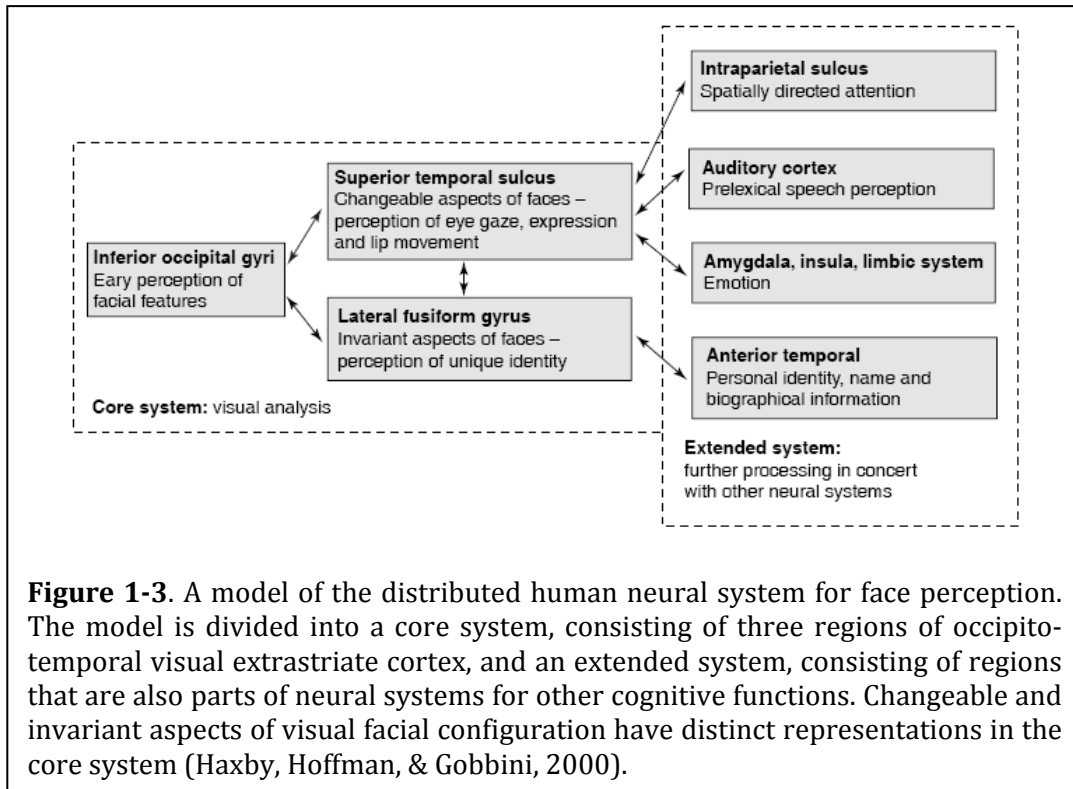 Intraparietal sulcus
Spatially directed attention
Superior temporal sulcus
Changeable aspects of faces –
perception of eye gaze, expression
and lip movement
Auditory cortex
Prelexical speech perception
Inferior occipital gyri
Eary perception of
facial features
Amygdala, insula, limbic system
Emotion
Lateral fusiform gyrus
Invariant aspects of faces –
perception of unique identity
Anterior temporal
Personal identity, name and
biographical information
Core system: visual analysis
Extended system:
further processing in concert
with other neural systems
Figure 1-3. A model of the distributed human neural system for face perception.
The model is divided into a core system, consisting of three regions of occipito-
temporal visual extrastriate cortex, and an extended system, consisting of regions
that are also parts of neural systems for other cognitive functions. Changeable and
invariant aspects of visual facial configuration have distinct representations in the
core system (Haxby, Hoffman, & Gobbini, 2000).